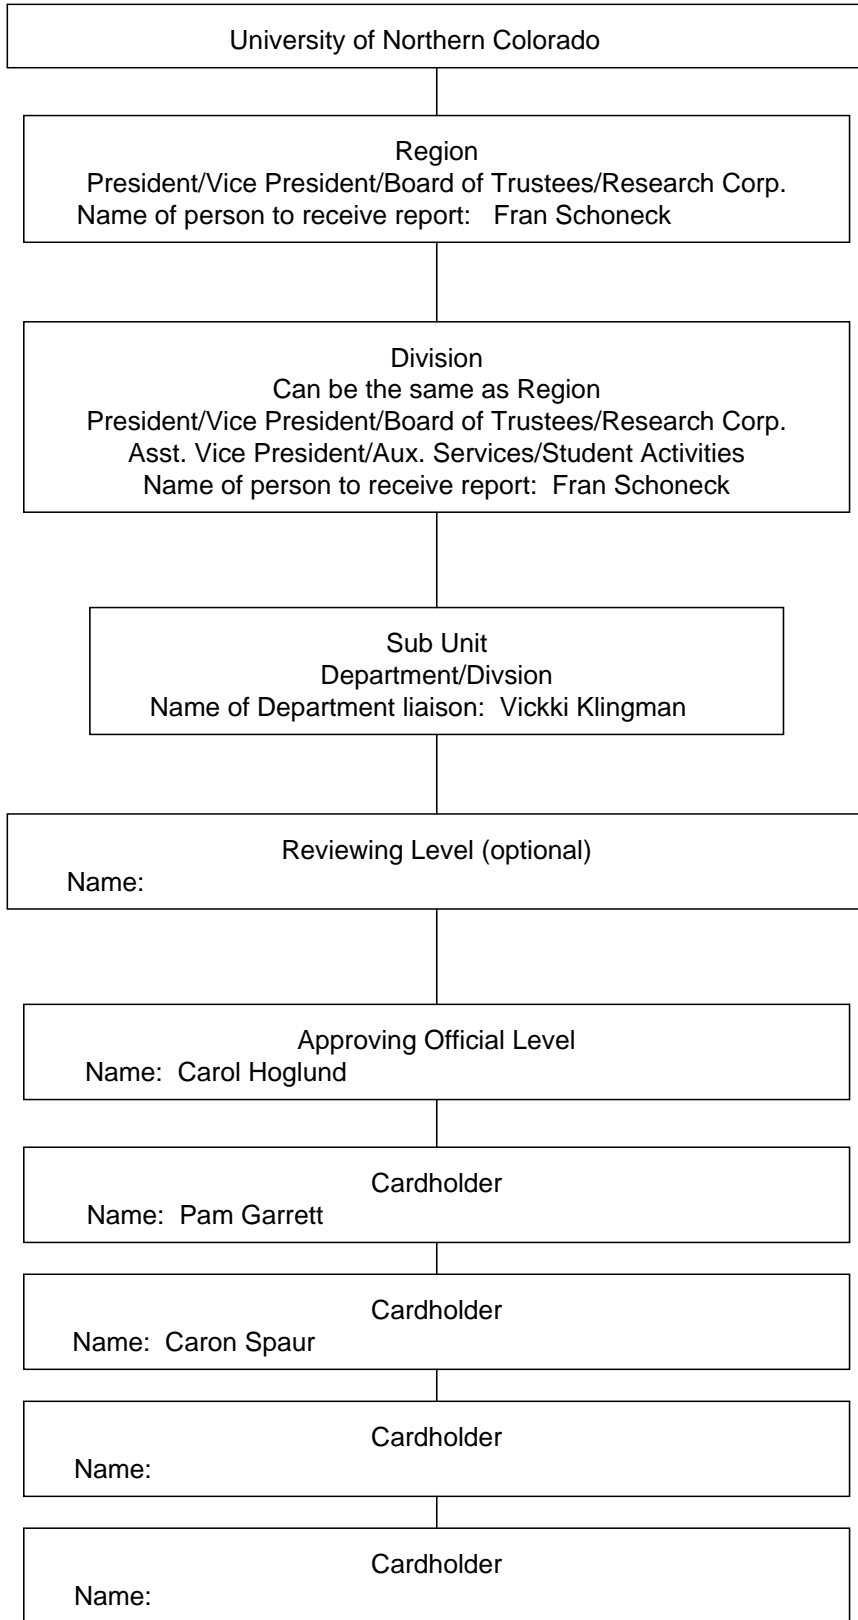 University of Northern Colorado
Region
President/Vice President/Board of Trustees/Research Corp.
Name of person to receive report:   Fran Schoneck
Division
Can be the same as Region
President/Vice President/Board of Trustees/Research Corp.
Asst. Vice President/Aux. Services/Student Activities
Name of person to receive report:  Fran Schoneck
Sub Unit
Department/Divsion
Name of Department liaison:  Vickki Klingman
Reviewing Level (optional)
Name:
Approving Official Level
Name:  Carol Hoglund
Cardholder
Name:  Pam Garrett
Cardholder
Name:  Caron Spaur
Cardholder
Name:
Cardholder
Name: